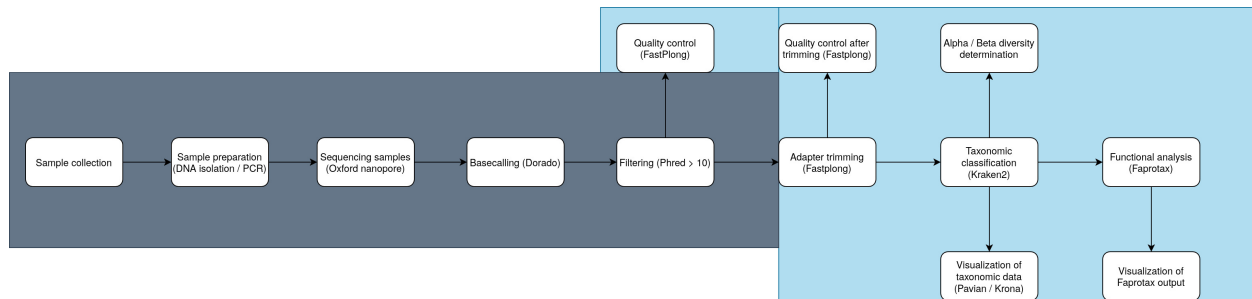 Quality control
(FastPlong)
Quality control after
trimming (Fastplong)
Alpha / Beta diversity
determination
Sample collection
Sample preparation
(DNA isolation / PCR)
Sequencing samples
(Oxford nanopore)
Basecalling (Dorado)
Filtering (Phred > 10)
Adapter trimming
(Fastplong)
Taxonomic
classification
(Kraken2)
Functional analysis
(Faprotax)
Visualization of
taxonomic data
(Pavian / Krona)
Visualization of
Faprotax output